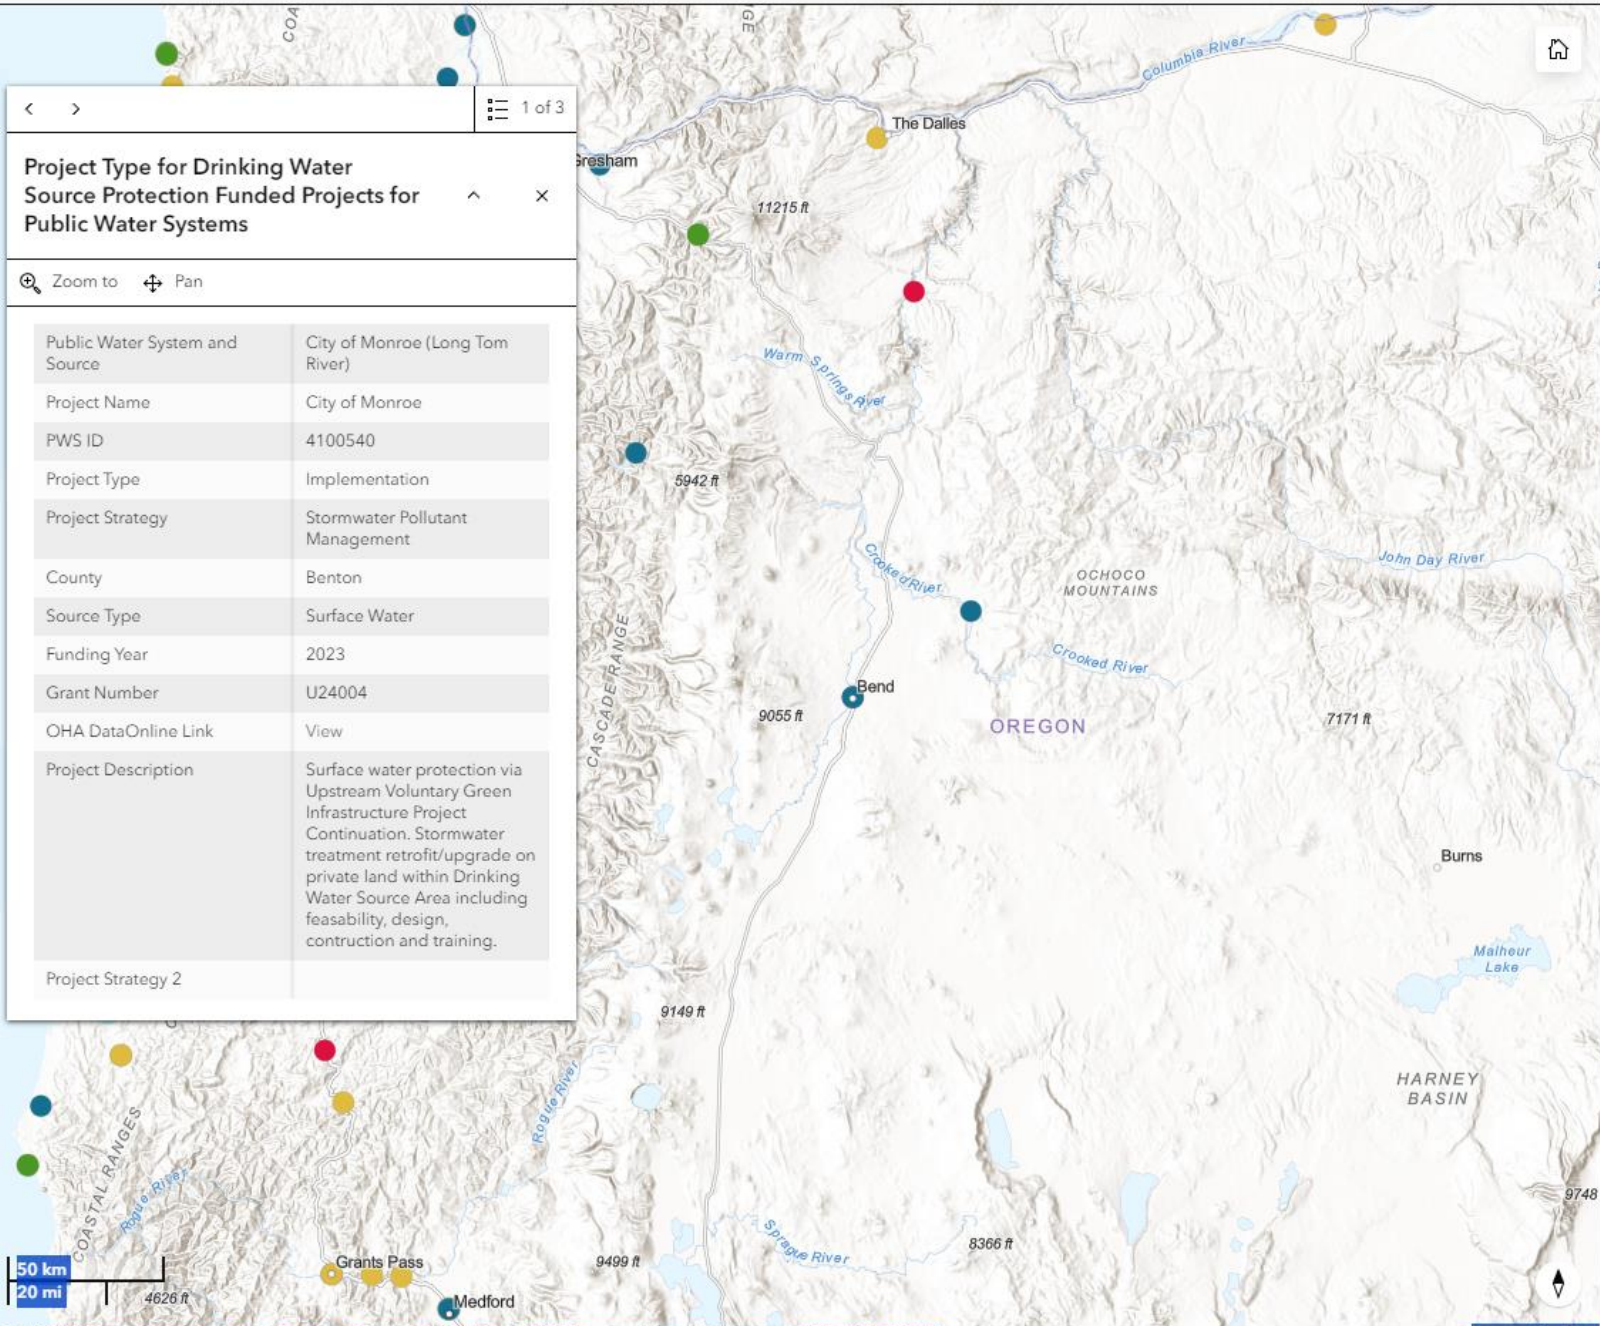 1 of 3
Project Type for Drinking Water
Source Protection Funded Projects for
Public Water Systems
Zoom to
Pan
Public Water System and
Source
City of Monroe (Long Tom
River)
Project Name
City of Monroe
PWS ID
4100540
Project Type
Implementation
Project Strategy
Stormwater Pollutant
Management
County
Benton
Source Type
Surface Water
Funding Year
2023
Grant Number
U24004
OHA DataOnline Link
View
Project Description
Surface water protection via
Upstream Voluntary Green
Infrastructure Project
Continuation. Stormwater
treatment retrofit/upgrade on
private land within Drinking
Water Source Area including
feasability, design,
contruction and training.
Project Strategy 2
COA
GE
Columbia River
The Dalles
Gresham
11215 ft
Warm Springs River
5942 ft
Crooked River
OCHOCO
MOUNTAINS
John Day River
CASCADE RANGE
Crooked River
Bend
9055 ft
OREGON
7171 ft
Burns
Malheur
Lake
9149 ft
HARNEY
BASIN
Rogue River
COASTAL RANGES
Rogue River
9748
Sprague River
8366 ft
9499 ft
Grants Pass
50 km
20 mi
4626 ft
Medford